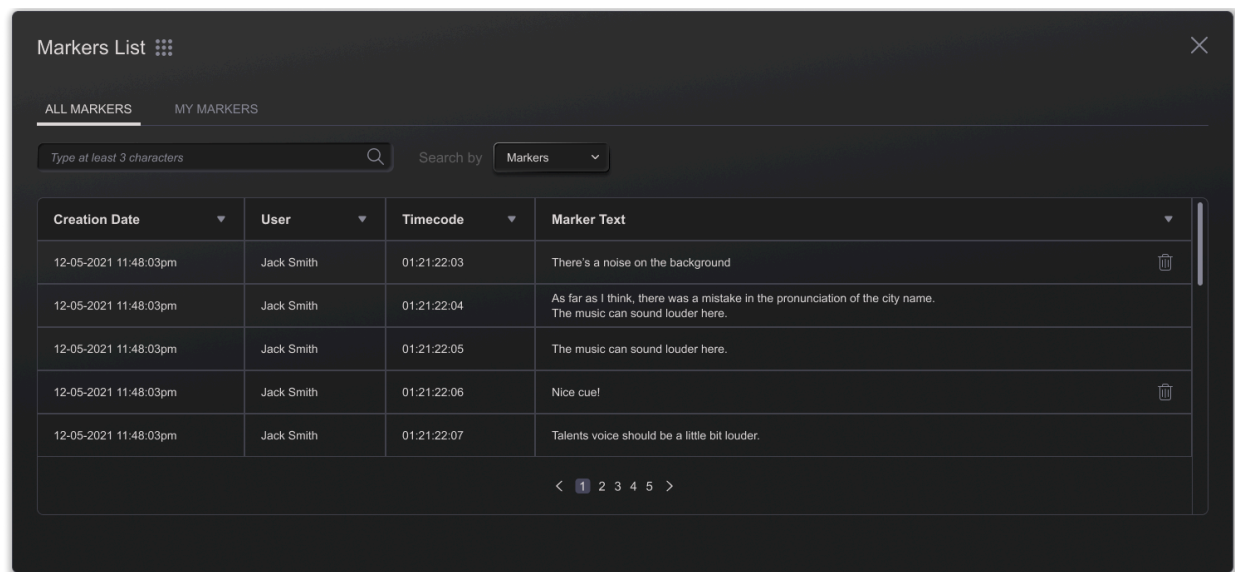 Markers List
ALL MARKERS MY MARKERS
Type at least 3 characters Search by Markers
Creation Date User Timecode Marker Text
12-05-2021 11:48:03pm Jack Smith 01:21:22:03 There's a noise on the background
12-05-2021 11:48:03pm Jack Smith 01:21:22:04 As far as I think, there was a mistake in the pronunciation of the city name.
The music can sound louder here.
12-05-2021 11:48:03pm Jack Smith 01:21:22:05 The music can sound louder here.
12-05-2021 11:48:03pm Jack Smith 01:21:22:06 Nice cue!
12-05-2021 11:48:03pm Jack Smith 01:21:22:07 Talents voice should be a little bit louder.
< 1 2 3 4 5 >